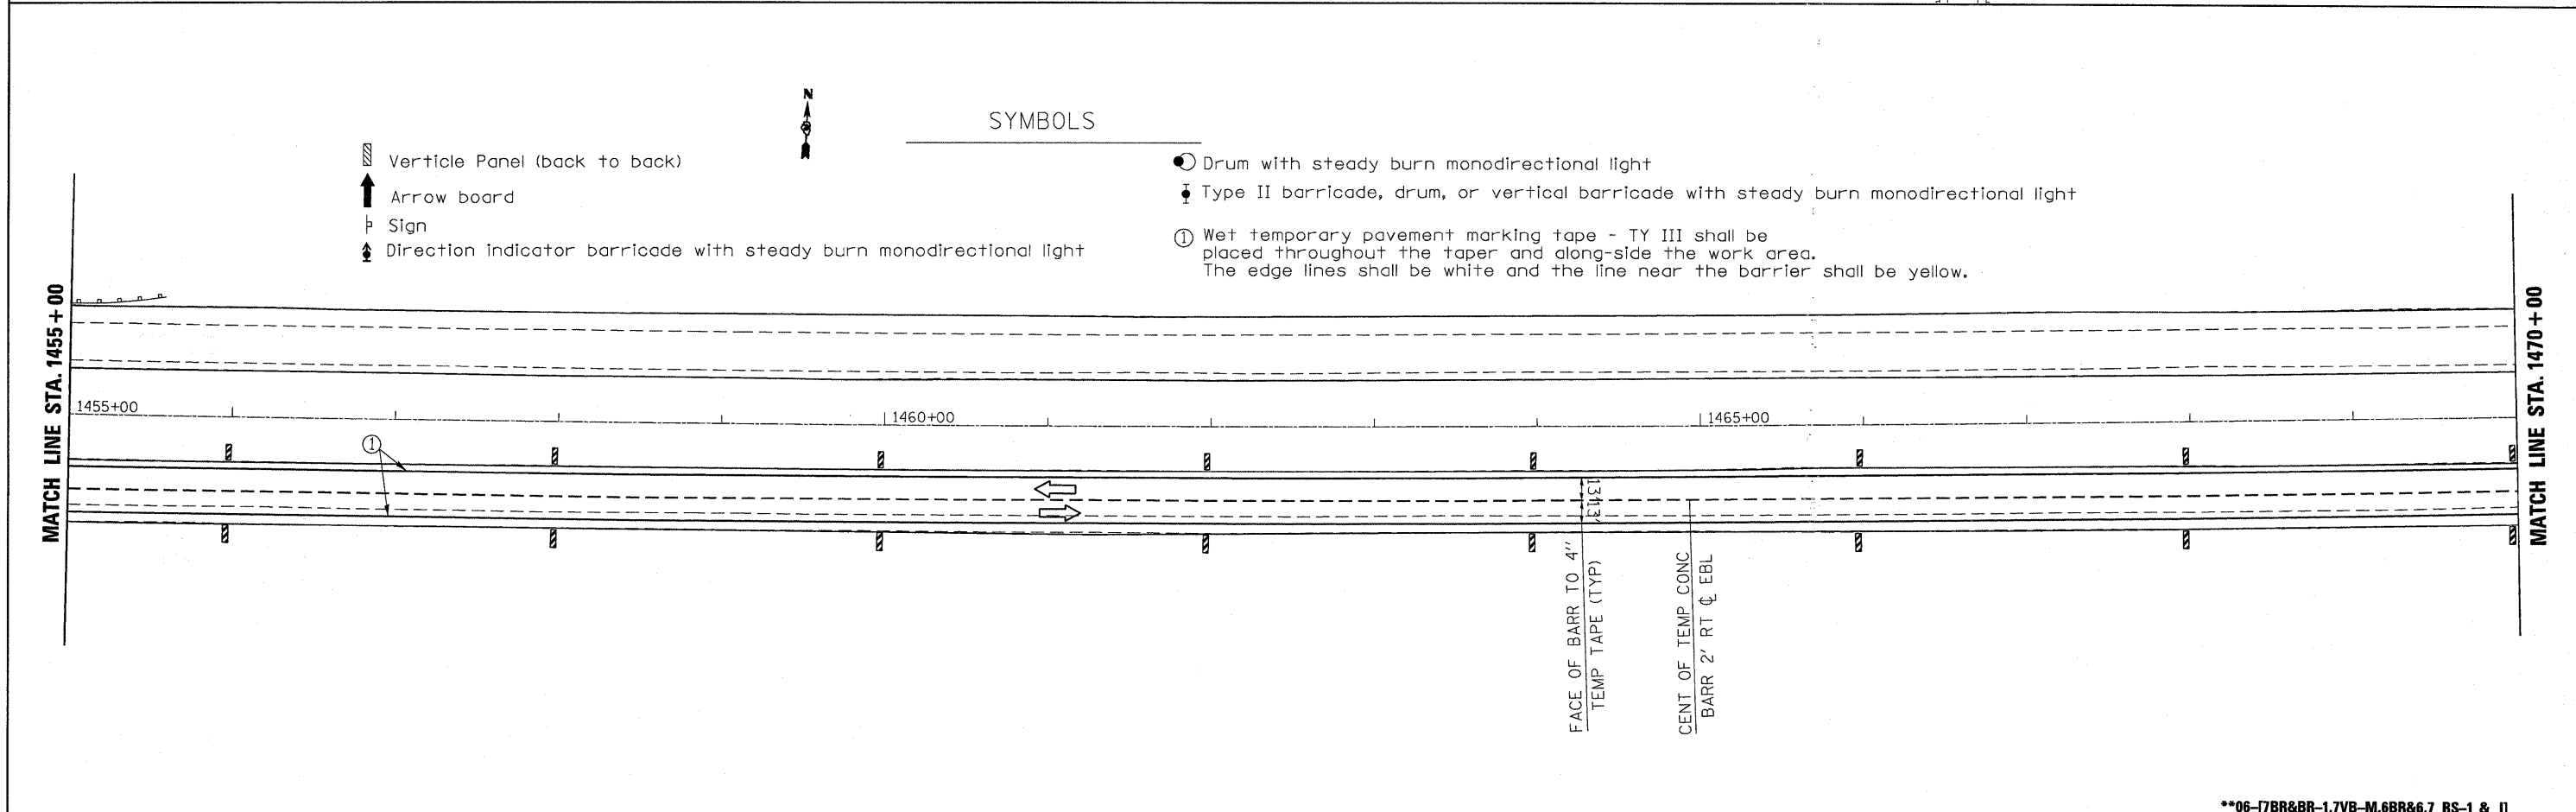 N
SYMBOLS
Verticle Panel (back to back)
Arrow board
Sign
Direction indicator barricade with steady burn monodirectional light
Drum with steady burn monodirectional light
Type II barricade, drum, or vertical barricade with steady burn monodirectional light
1 Wet temporary pavement marking tape - TY III shall be
placed throughout the taper and along-side the work area.
The edge lines shall be white and the line near the barrier shall be yellow.
MATCH LINE STA. 1455+00
1455+00
1460+00
1465+00
MATCH LINE STA. 1470+00
1
13'
13'
FACE OF BARR TO 4"
TEMP TAPE (TYP)
CENT OF TEMP CONC
BARR 2' RT ℄ EBL